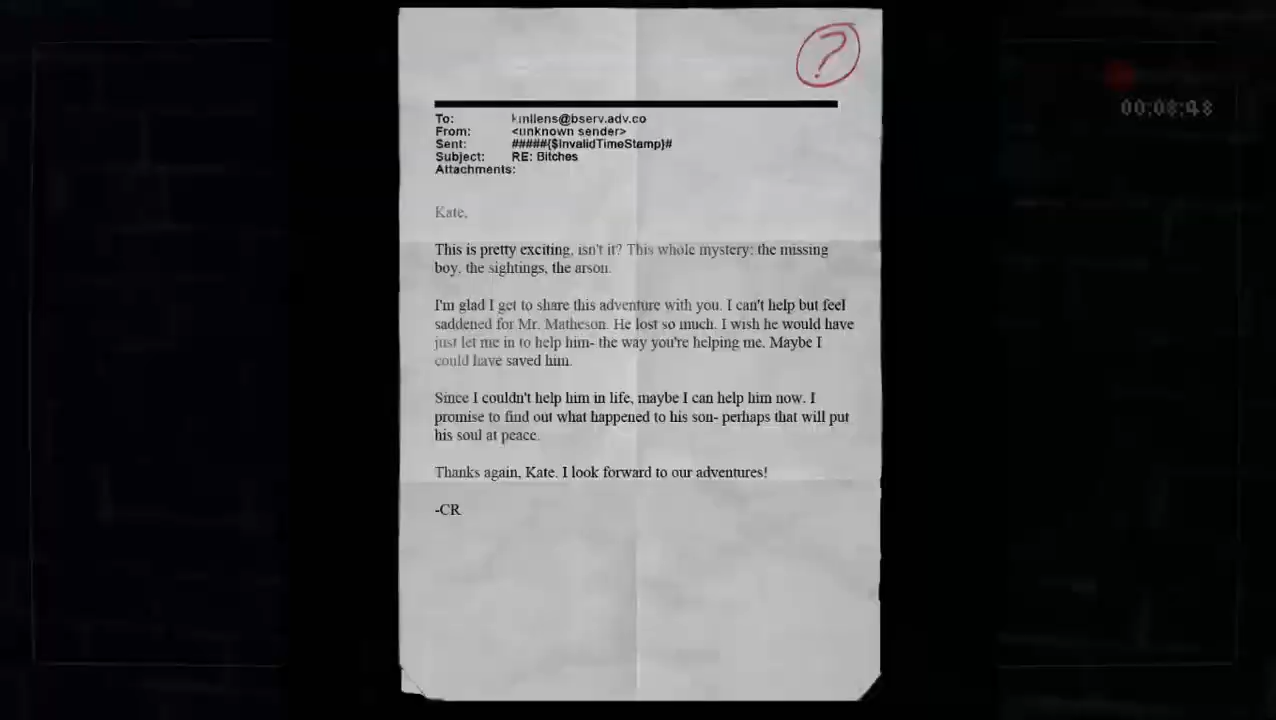 ?
00:08:48
To: kmllens@bserv.adv.co
From: <unknown sender>
Sent: #####{$InvalidTimeStamp}#
Subject: RE: Bitches
Attachments:
Kate,
This is pretty exciting, isn't it? This whole mystery: the missing
boy, the sightings, the arson.
I'm glad I get to share this adventure with you. I can't help but feel
saddened for Mr. Matheson. He lost so much. I wish he would have
just let me in to help him- the way you're helping me. Maybe I
could have saved him.
Since I couldn't help him in life, maybe I can help him now. I
promise to find out what happened to his son- perhaps that will put
his soul at peace.
Thanks again, Kate. I look forward to our adventures!
-CR